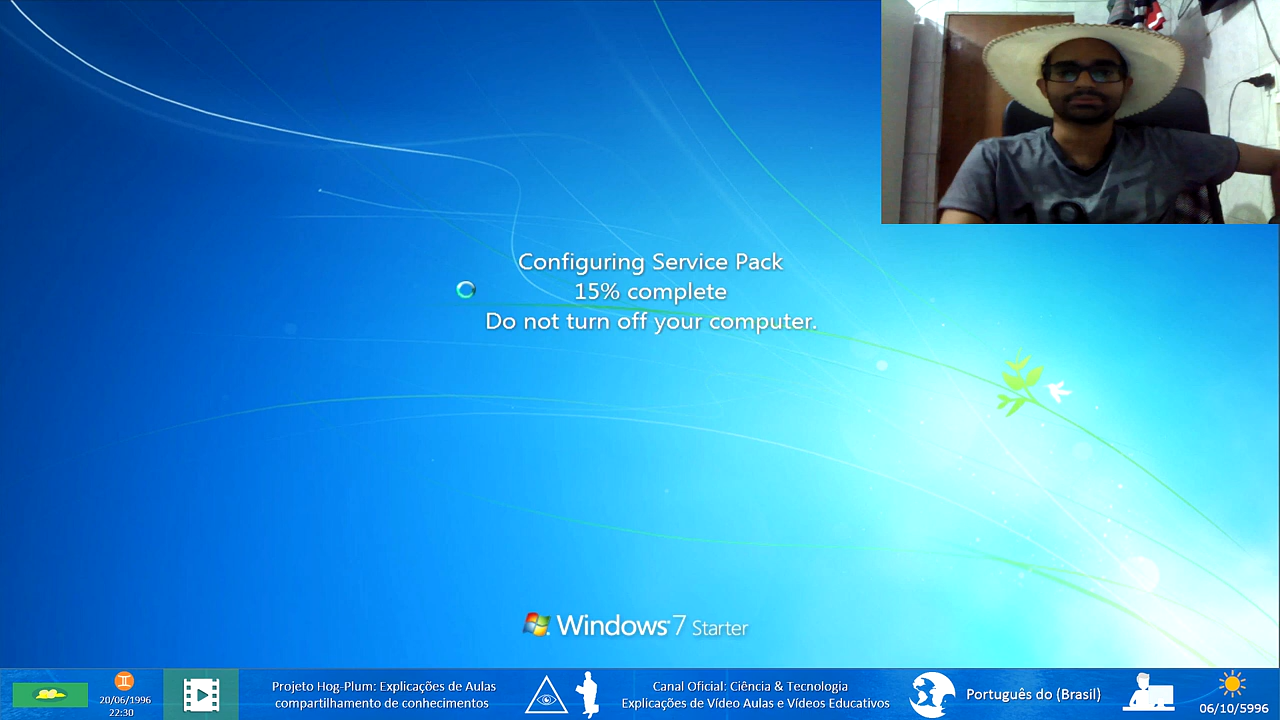 Configuring Service Pack
15% complete
Do not turn off your computer.
Windows 7 Starter
20/06/1996
22:30
Projeto Hog-Plum: Explicações de Aulas
compartilhamento de conhecimentos
Canal Oficial: Ciência & Tecnologia
Explicações de Vídeo Aulas e Vídeos Educativos
Português do (Brasil)
06/10/5996